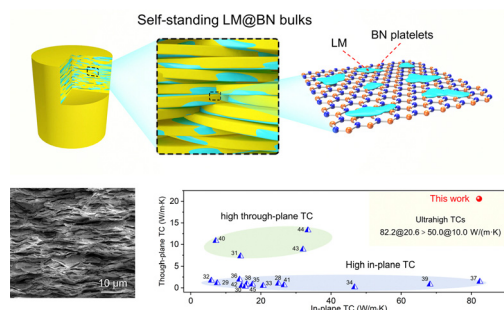 Self-standing LM@BN bulks
LM
BN platelets
10 μm
Though-plane TC (W/m·K)
20
15
10
5
0
This work
Ultrahigh TCs
82.2@20.6 > 50.0@10.0 W/(m·K)
high through-plane TC
40
31
44
43
High in-plane TC
32
29
36
38
35
42
33
28
41
34
39
37
0
20
40
60
80
In-plane TC (W/m·K)